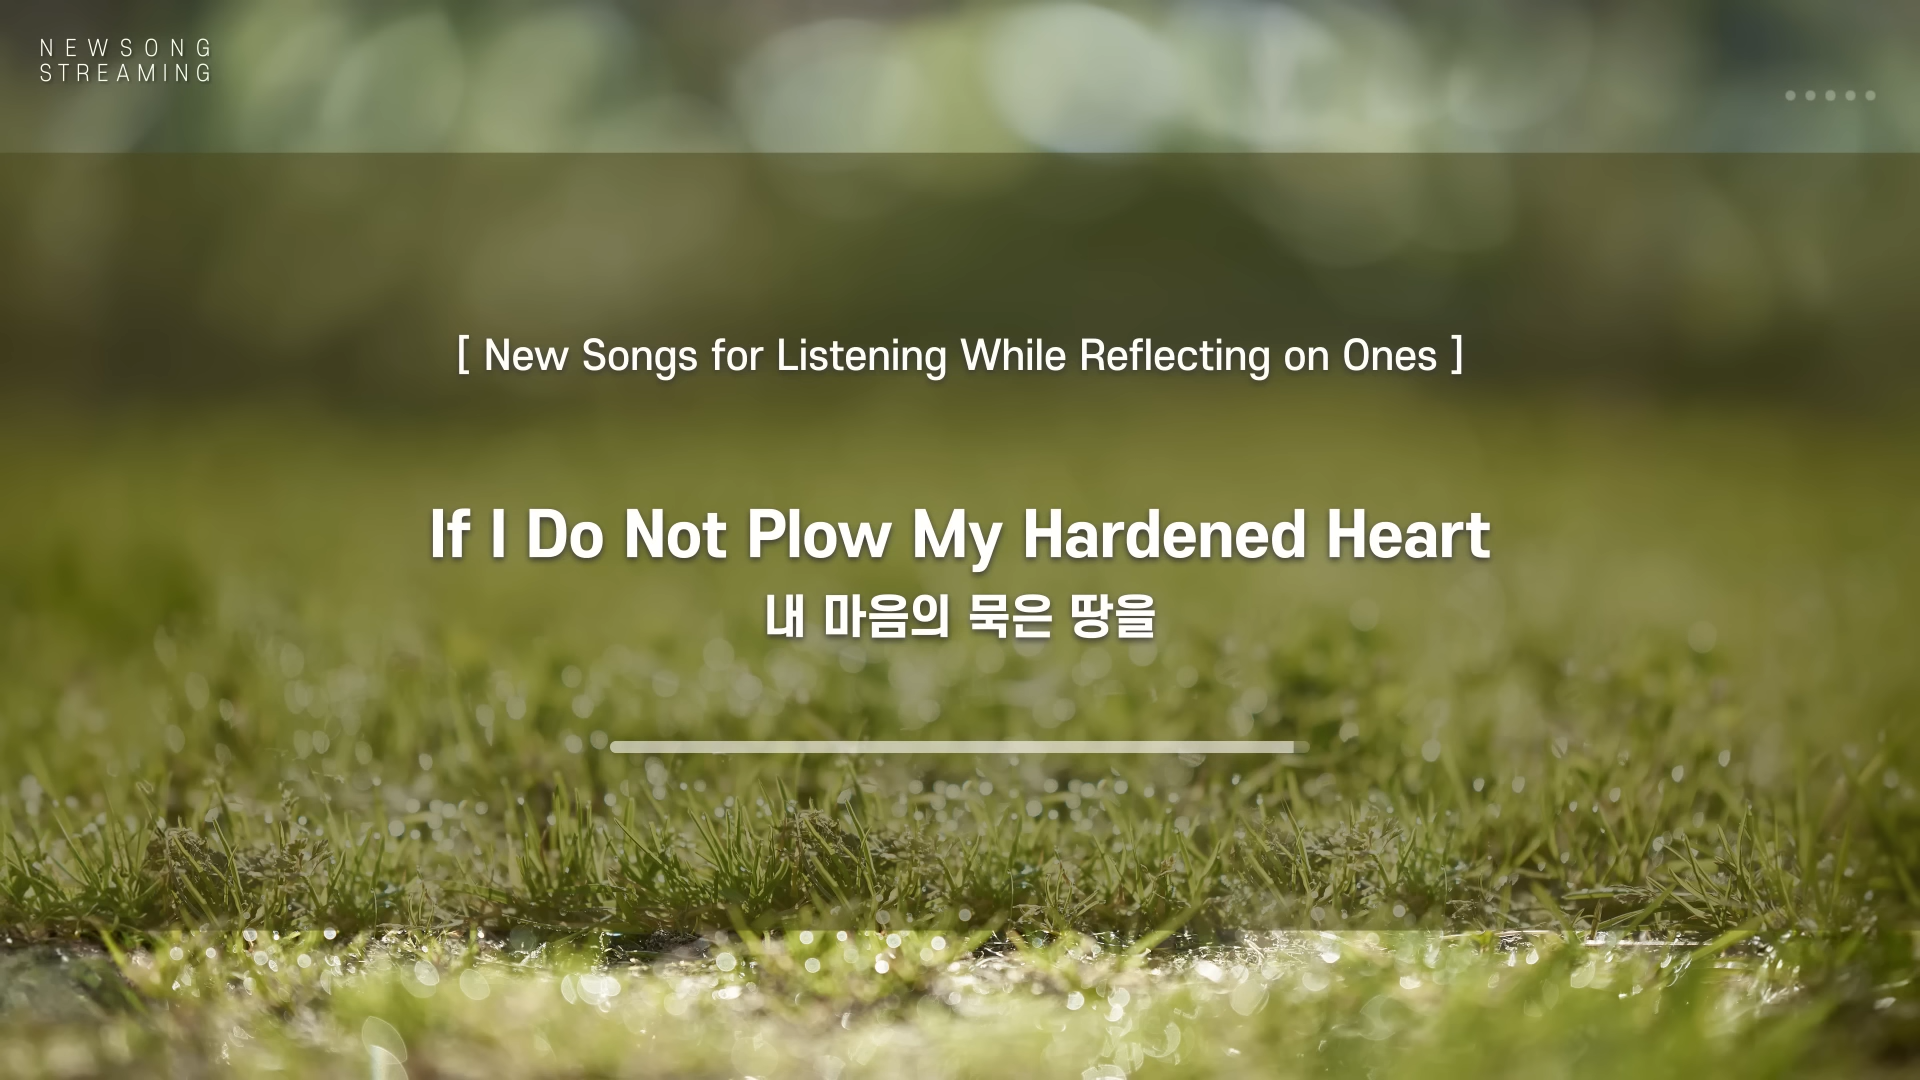 NEWSONG
STREAMING
[ New Songs for Listening While Reflecting on Ones ]
If I Do Not Plow My Hardened Heart
내 마음의 묵은 땅을